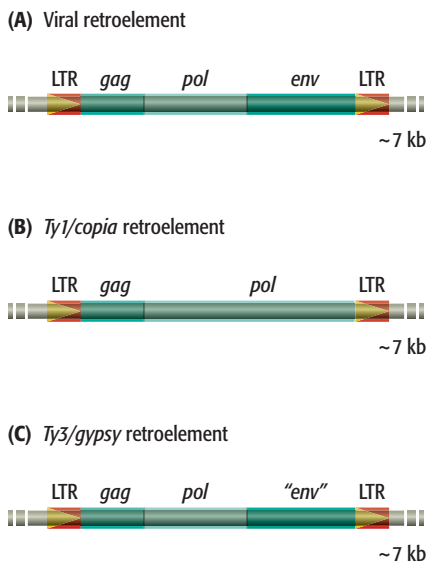 (A) Viral retroelement
LTR gag pol env LTR
~7 kb
(B) Ty1/copia retroelement
LTR gag pol LTR
~7 kb
(C) Ty3/gypsy retroelement
LTR gag pol “env” LTR
~7 kb